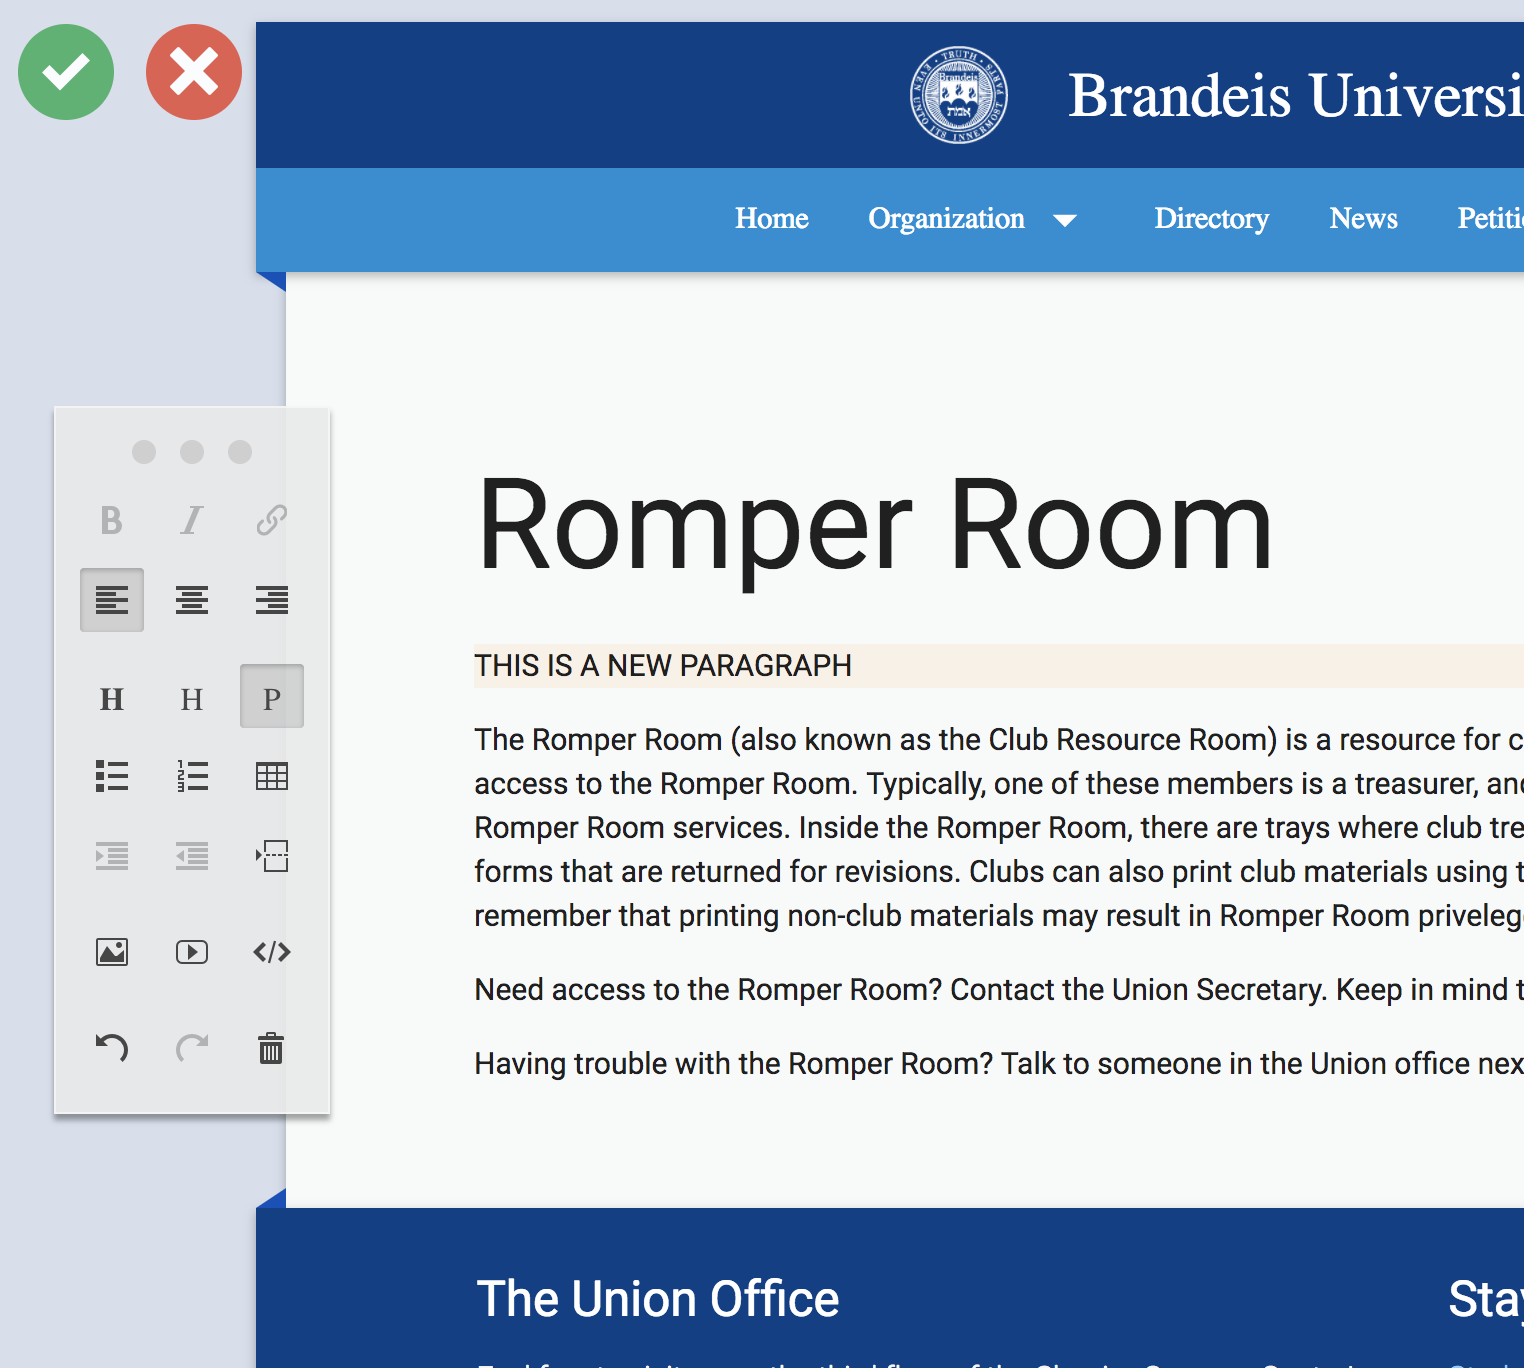 TRUTH · EVEN UNTO ITS INNERMOST PARTS
Brandeis
אמת
Brandeis Universi
Home Organization Directory News Petiti
B I
H H P
Romper Room
THIS IS A NEW PARAGRAPH
The Romper Room (also known as the Club Resource Room) is a resource for c
access to the Romper Room. Typically, one of these members is a treasurer, an
Romper Room services. Inside the Romper Room, there are trays where club tre
forms that are returned for revisions. Clubs can also print club materials using t
remember that printing non-club materials may result in Romper Room priveleg
Need access to the Romper Room? Contact the Union Secretary. Keep in mind t
Having trouble with the Romper Room? Talk to someone in the Union office nex
The Union Office Stay